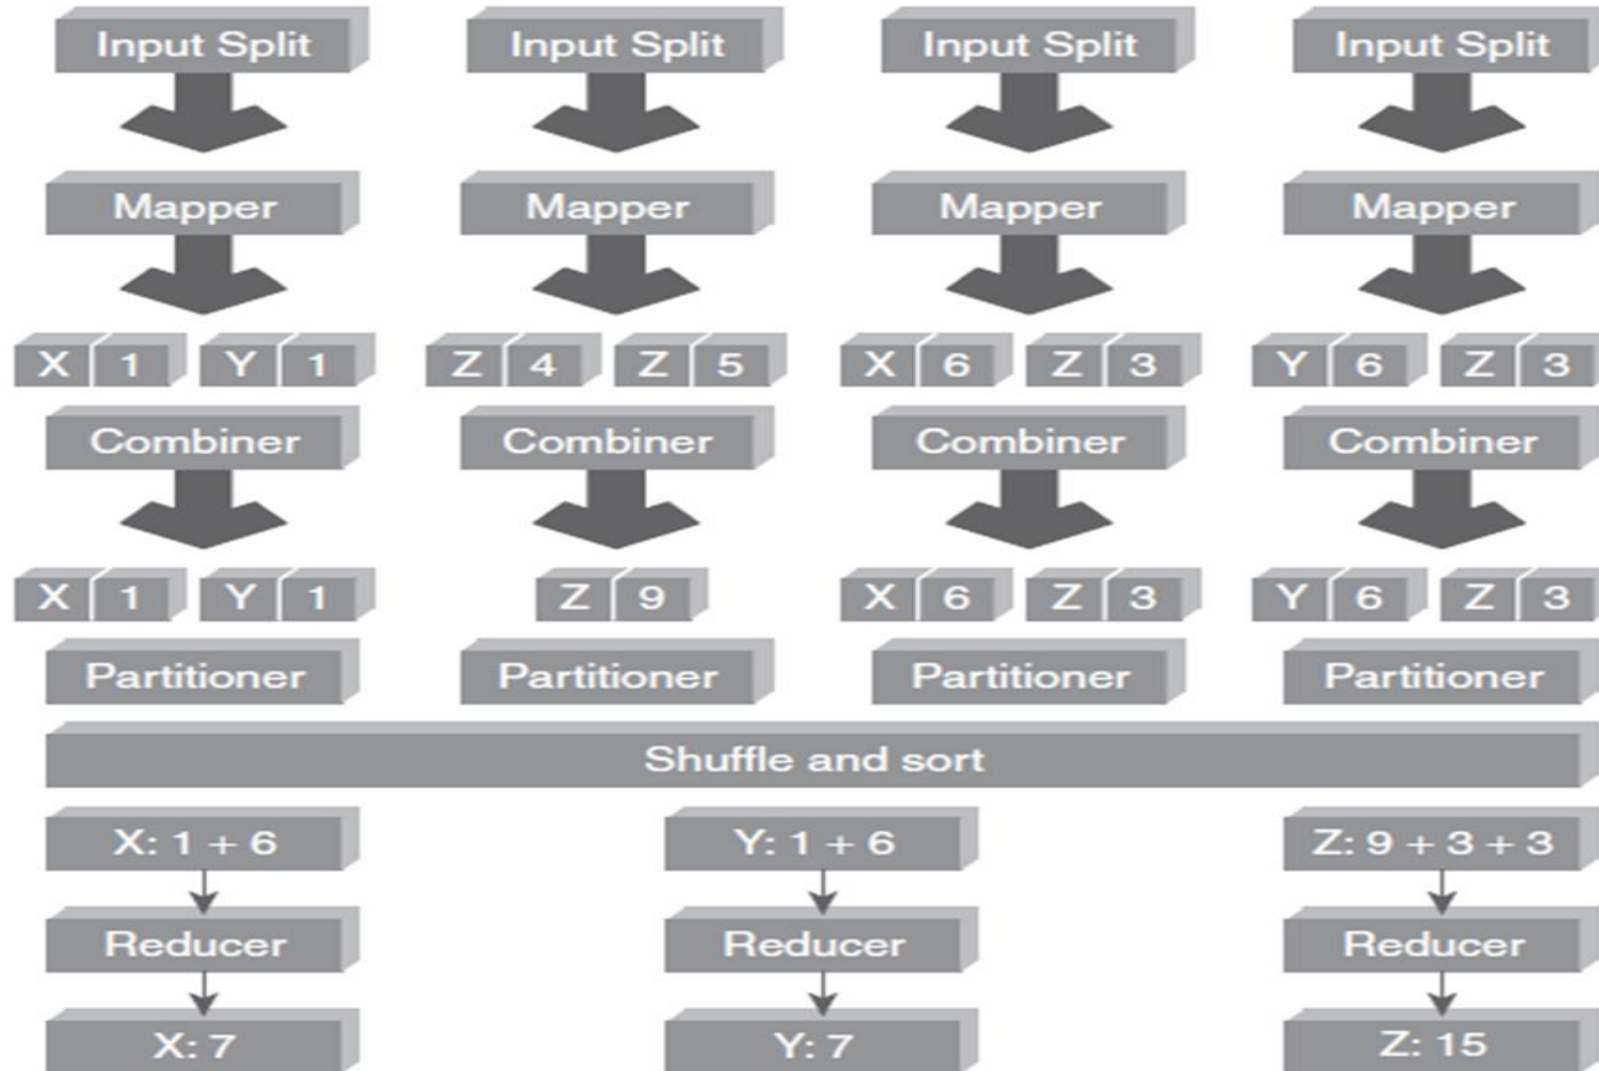 Input Split Input Split Input Split Input Split
Mapper Mapper Mapper Mapper
X 1 Y 1 Z 4 Z 5 X 6 Z 3 Y 6 Z 3
Combiner Combiner Combiner Combiner
X 1 Y 1 Z 9 X 6 Z 3 Y 6 Z 3
Partitioner Partitioner Partitioner Partitioner
Shuffle and sort
X: 1 + 6 Y: 1 + 6 Z: 9 + 3 + 3
Reducer Reducer Reducer
X: 7 Y: 7 Z: 15